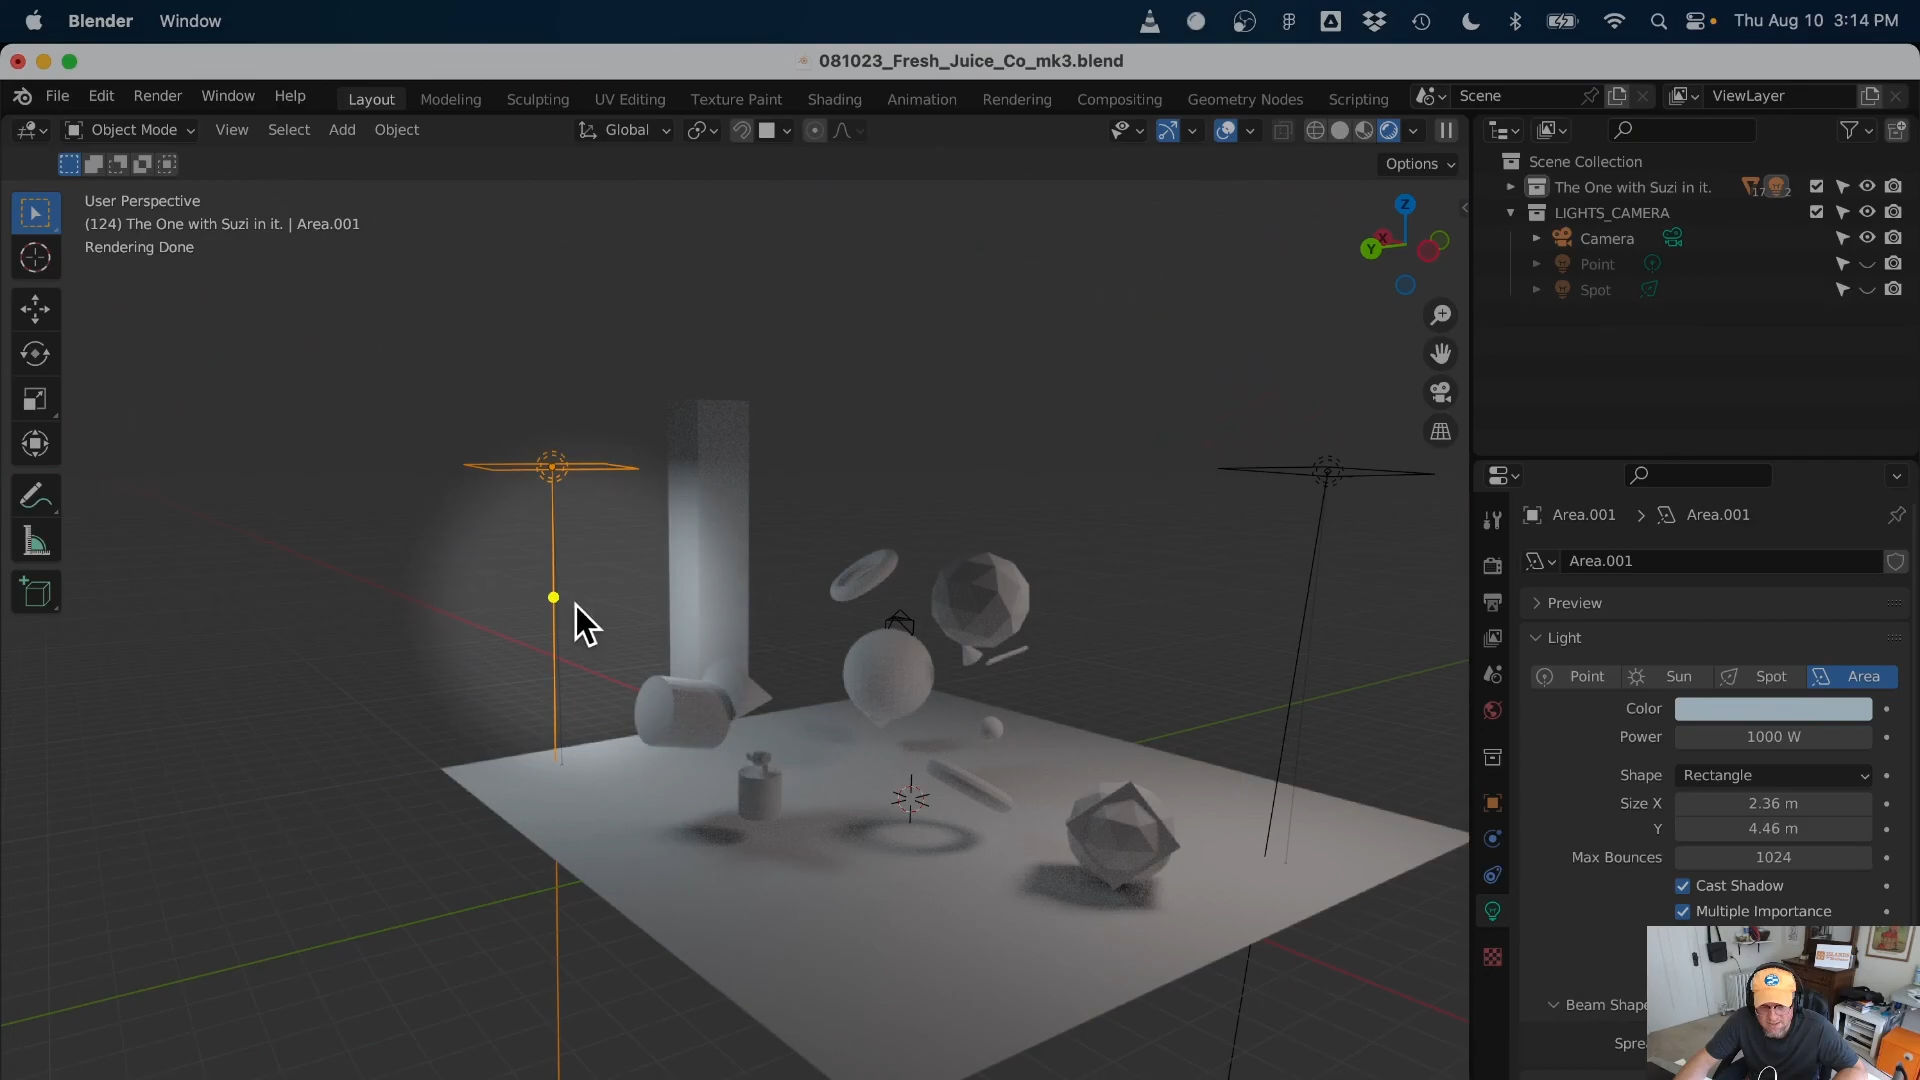 Blender Window Thu Aug 10 3:14 PM
081023_Fresh_Juice_Co_mk3.blend
File Edit Render Window Help Layout Modeling Sculpting UV Editing Texture Paint Shading Animation Rendering Compositing Geometry Nodes Scripting Scene ViewLayer
Object Mode View Select Add Object Global
Options
User Perspective
(124) The One with Suzi in it. | Area.001
Rendering Done
Z
X
Y
Scene Collection
The One with Suzi in it. 17 2
LIGHTS_CAMERA
Camera
Point
Spot
Area.001 > Area.001
Area.001
Preview
Light
Point Sun Spot Area
Color
Power 1000 W
Shape Rectangle
Size X 2.36 m
Y 4.46 m
Max Bounces 1024
Cast Shadow
Multiple Importance
Beam Shape